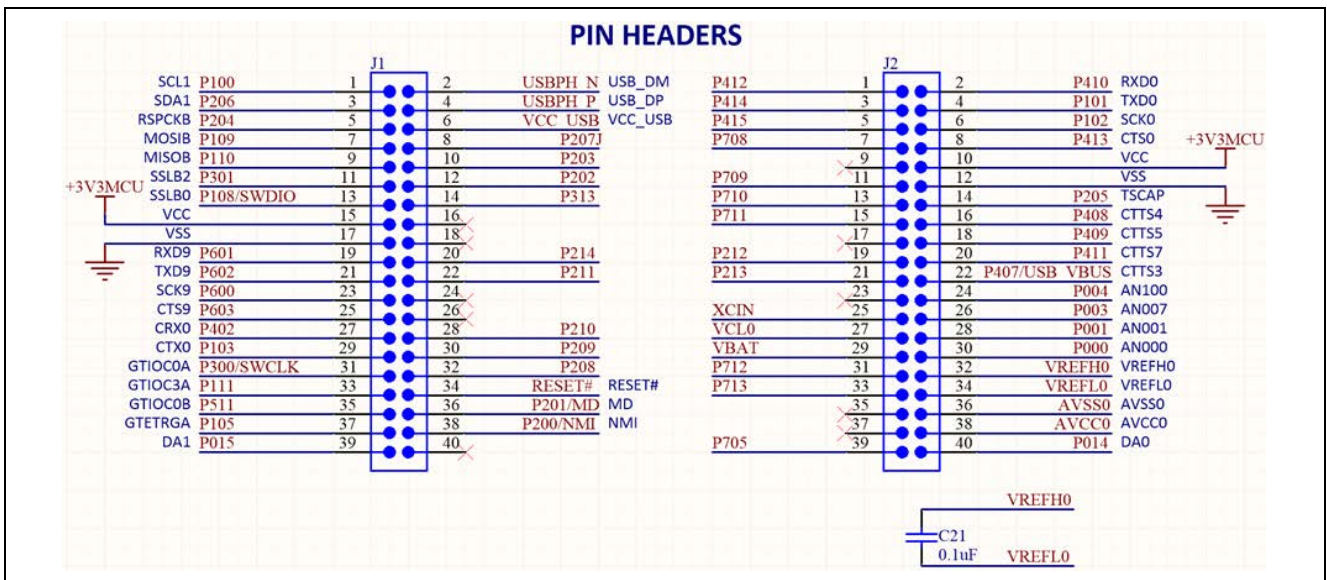 PIN HEADERS
J1 J2
SCL1 P100 1 2 USBPH_N USB_DM P412 1 2 P410 RXD0
SDA1 P206 3 4 USBPH_P USB_DP P414 3 4 P101 TXD0
RSPCKB P204 5 6 VCC_USB VCC_USB P415 5 6 P102 SCK0
MOSIB P109 7 8 P207J P708 7 8 P413 CTS0 +3V3MCU
MISOB P110 9 10 P203 9 10 VCC
SSLB2 P301 11 12 P202 P709 11 12 VSS
+3V3MCU SSLB0 P108/SWDIO 13 14 P313 P710 13 14 P205 TSCAP
VCC 15 16 P711 15 16 P408 CTTS4
VSS 17 18 17 18 P409 CTTS5
RXD9 P601 19 20 P214 P212 19 20 P411 CTTS7
TXD9 P602 21 22 P211 P213 21 22 P407/USB_VBUS CTTS3
SCK9 P600 23 24 23 24 P004 AN100
CTS9 P603 25 26 XCIN 25 26 P003 AN007
CRX0 P402 27 28 P210 VCL0 27 28 P001 AN001
CTX0 P103 29 30 P209 VBAT 29 30 P000 AN000
GTIOC0A P300/SWCLK 31 32 P208 P712 31 32 VREFH0 VREFH0
GTIOC3A P111 33 34 RESET# RESET# P713 33 34 VREFL0 VREFL0
GTIOC0B P511 35 36 P201/MD MD 35 36 AVSS0 AVSS0
GTETRGA P105 37 38 P200/NMI NMI 37 38 AVCC0 AVCC0
DA1 P015 39 40 P705 39 40 P014 DA0
VREFH0
C21
0.1uF VREFL0